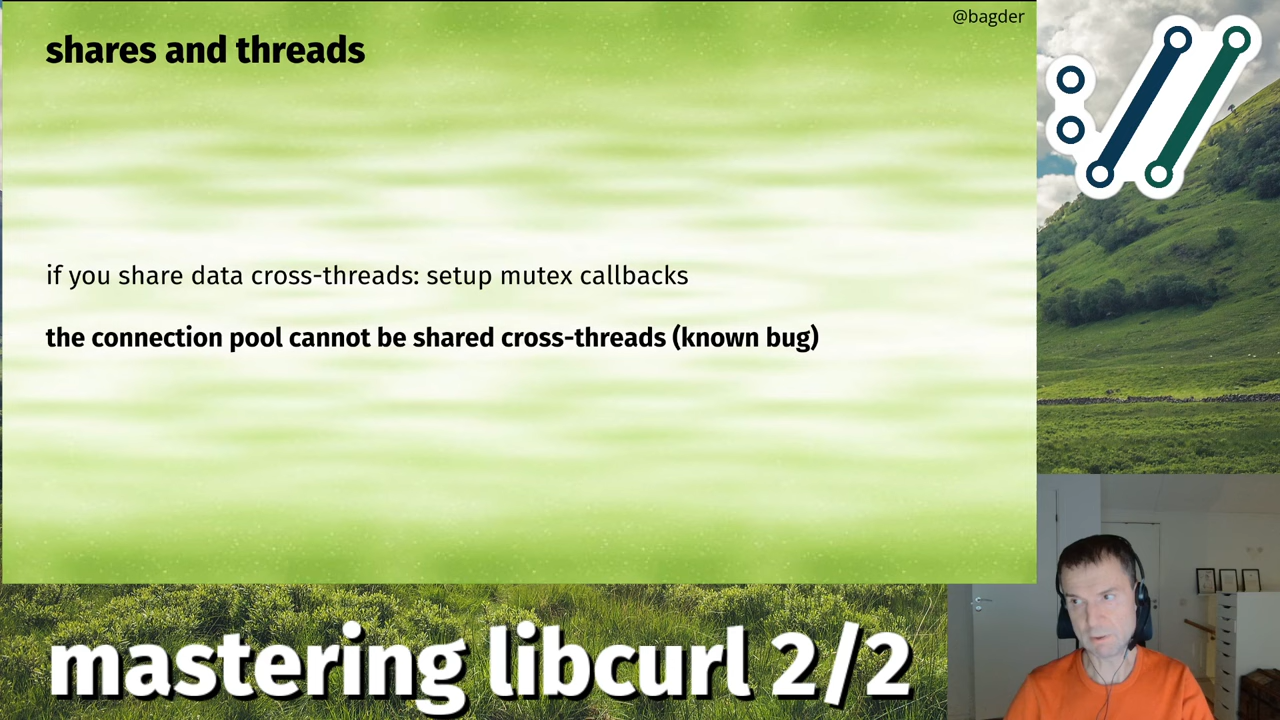 @bagder
shares and threads
if you share data cross-threads: setup mutex callbacks
the connection pool cannot be shared cross-threads (known bug)
mastering libcurl 2/2